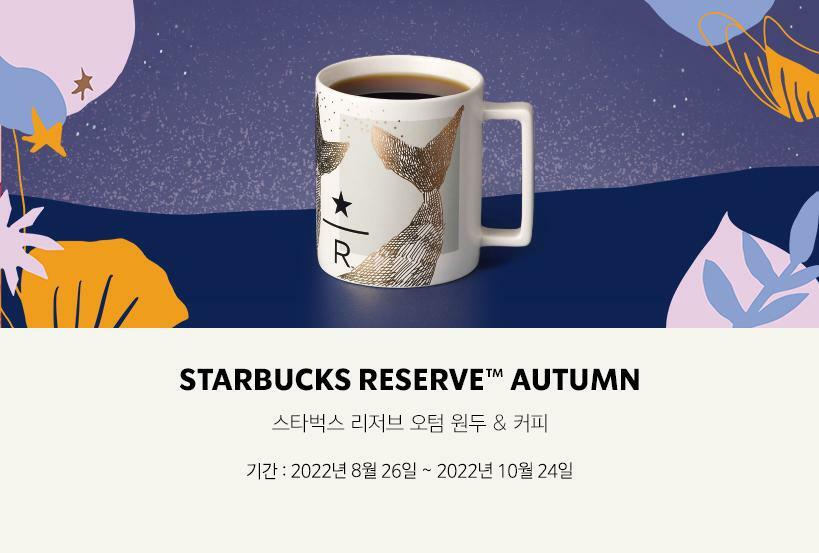 ★
R
STARBUCKS RESERVE™ AUTUMN
스타벅스 리저브 오텀 원두 & 커피
기간 : 2022년 8월 26일 ~ 2022년 10월 24일